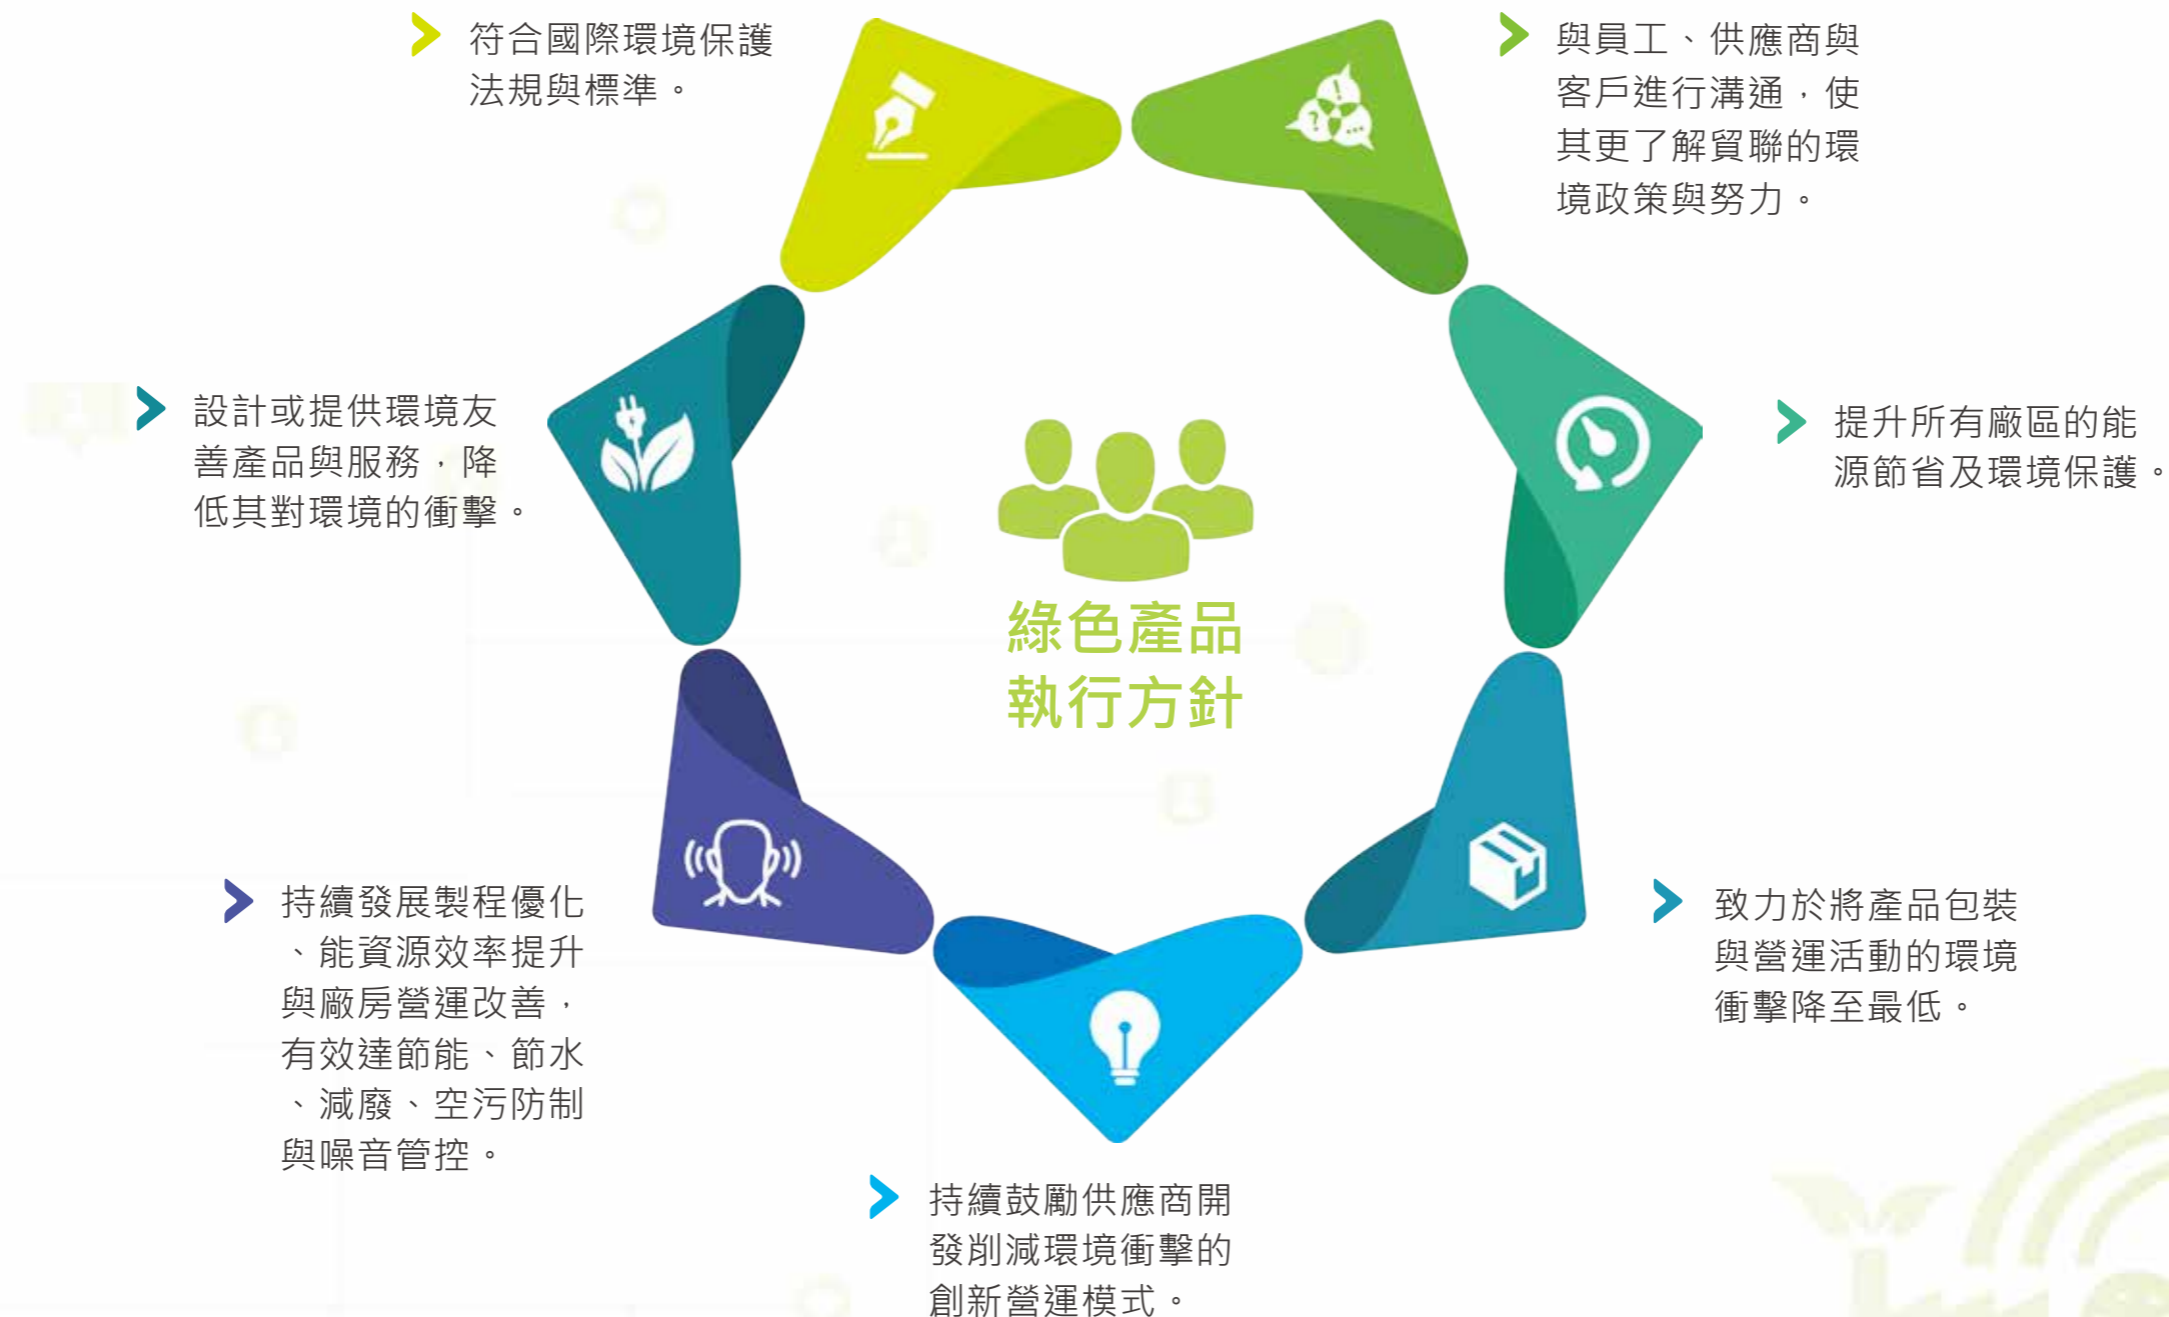 符合國際環境保護
法規與標準。
與員工、供應商與
客戶進行溝通，使
其更了解貿聯的環
境政策與努力。
設計或提供環境友
善產品與服務，降
低其對環境的衝擊。
提升所有廠區的能
源節省及環境保護。
綠色產品
執行方針
持續發展製程優化
、能資源效率提升
與廠房營運改善，
有效達節能、節水
、減廢、空污防制
與噪音管控。
致力於將產品包裝
與營運活動的環境
衝擊降至最低。
持續鼓勵供應商開
發削減環境衝擊的
創新營運模式。